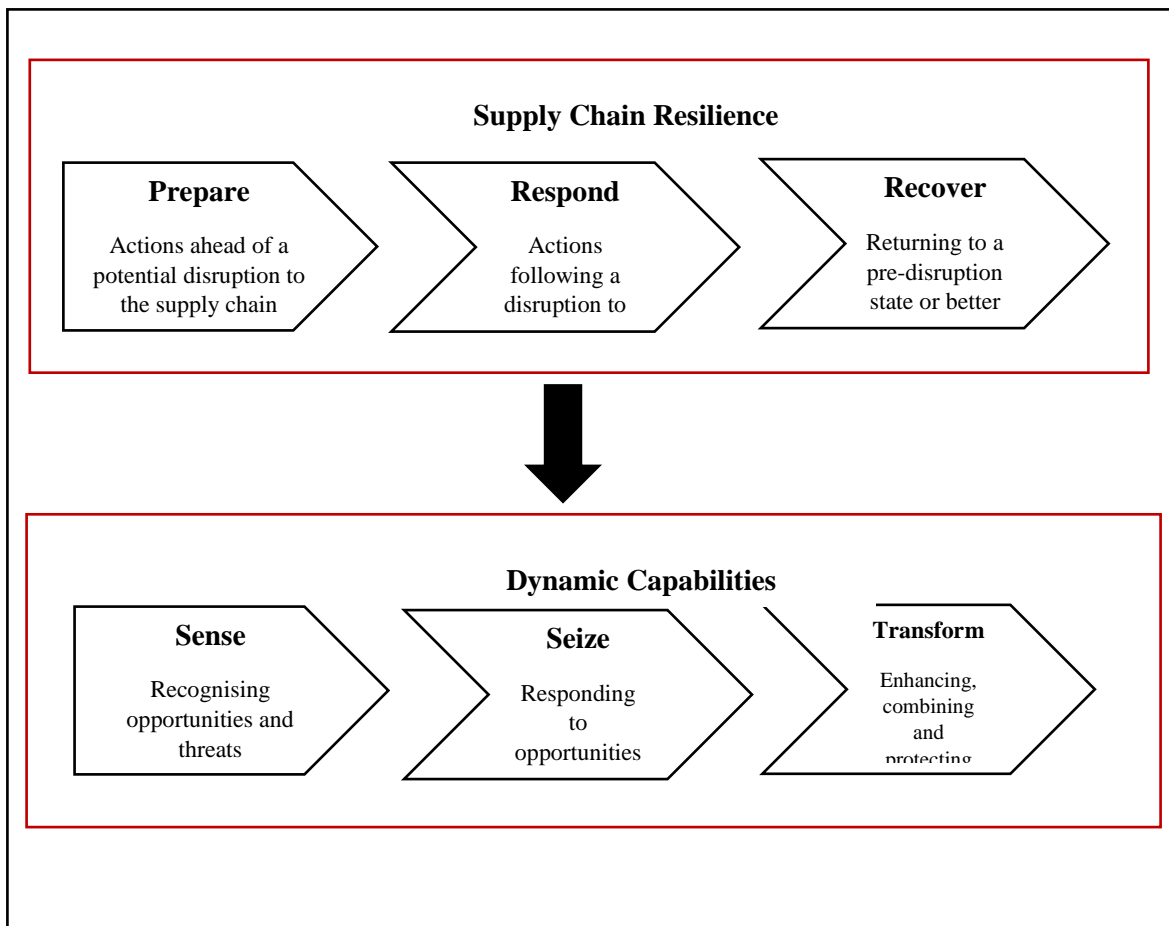 Supply Chain Resilience
Prepare
Actions ahead of a
potential disruption to
the supply chain
Respond
Actions
following a
disruption to
Recover
Returning to a
pre-disruption
state or better
Dynamic Capabilities
Sense
Recognising
opportunities and
threats
Seize
Responding
to
opportunities
Transform
Enhancing,
combining
and
protecting